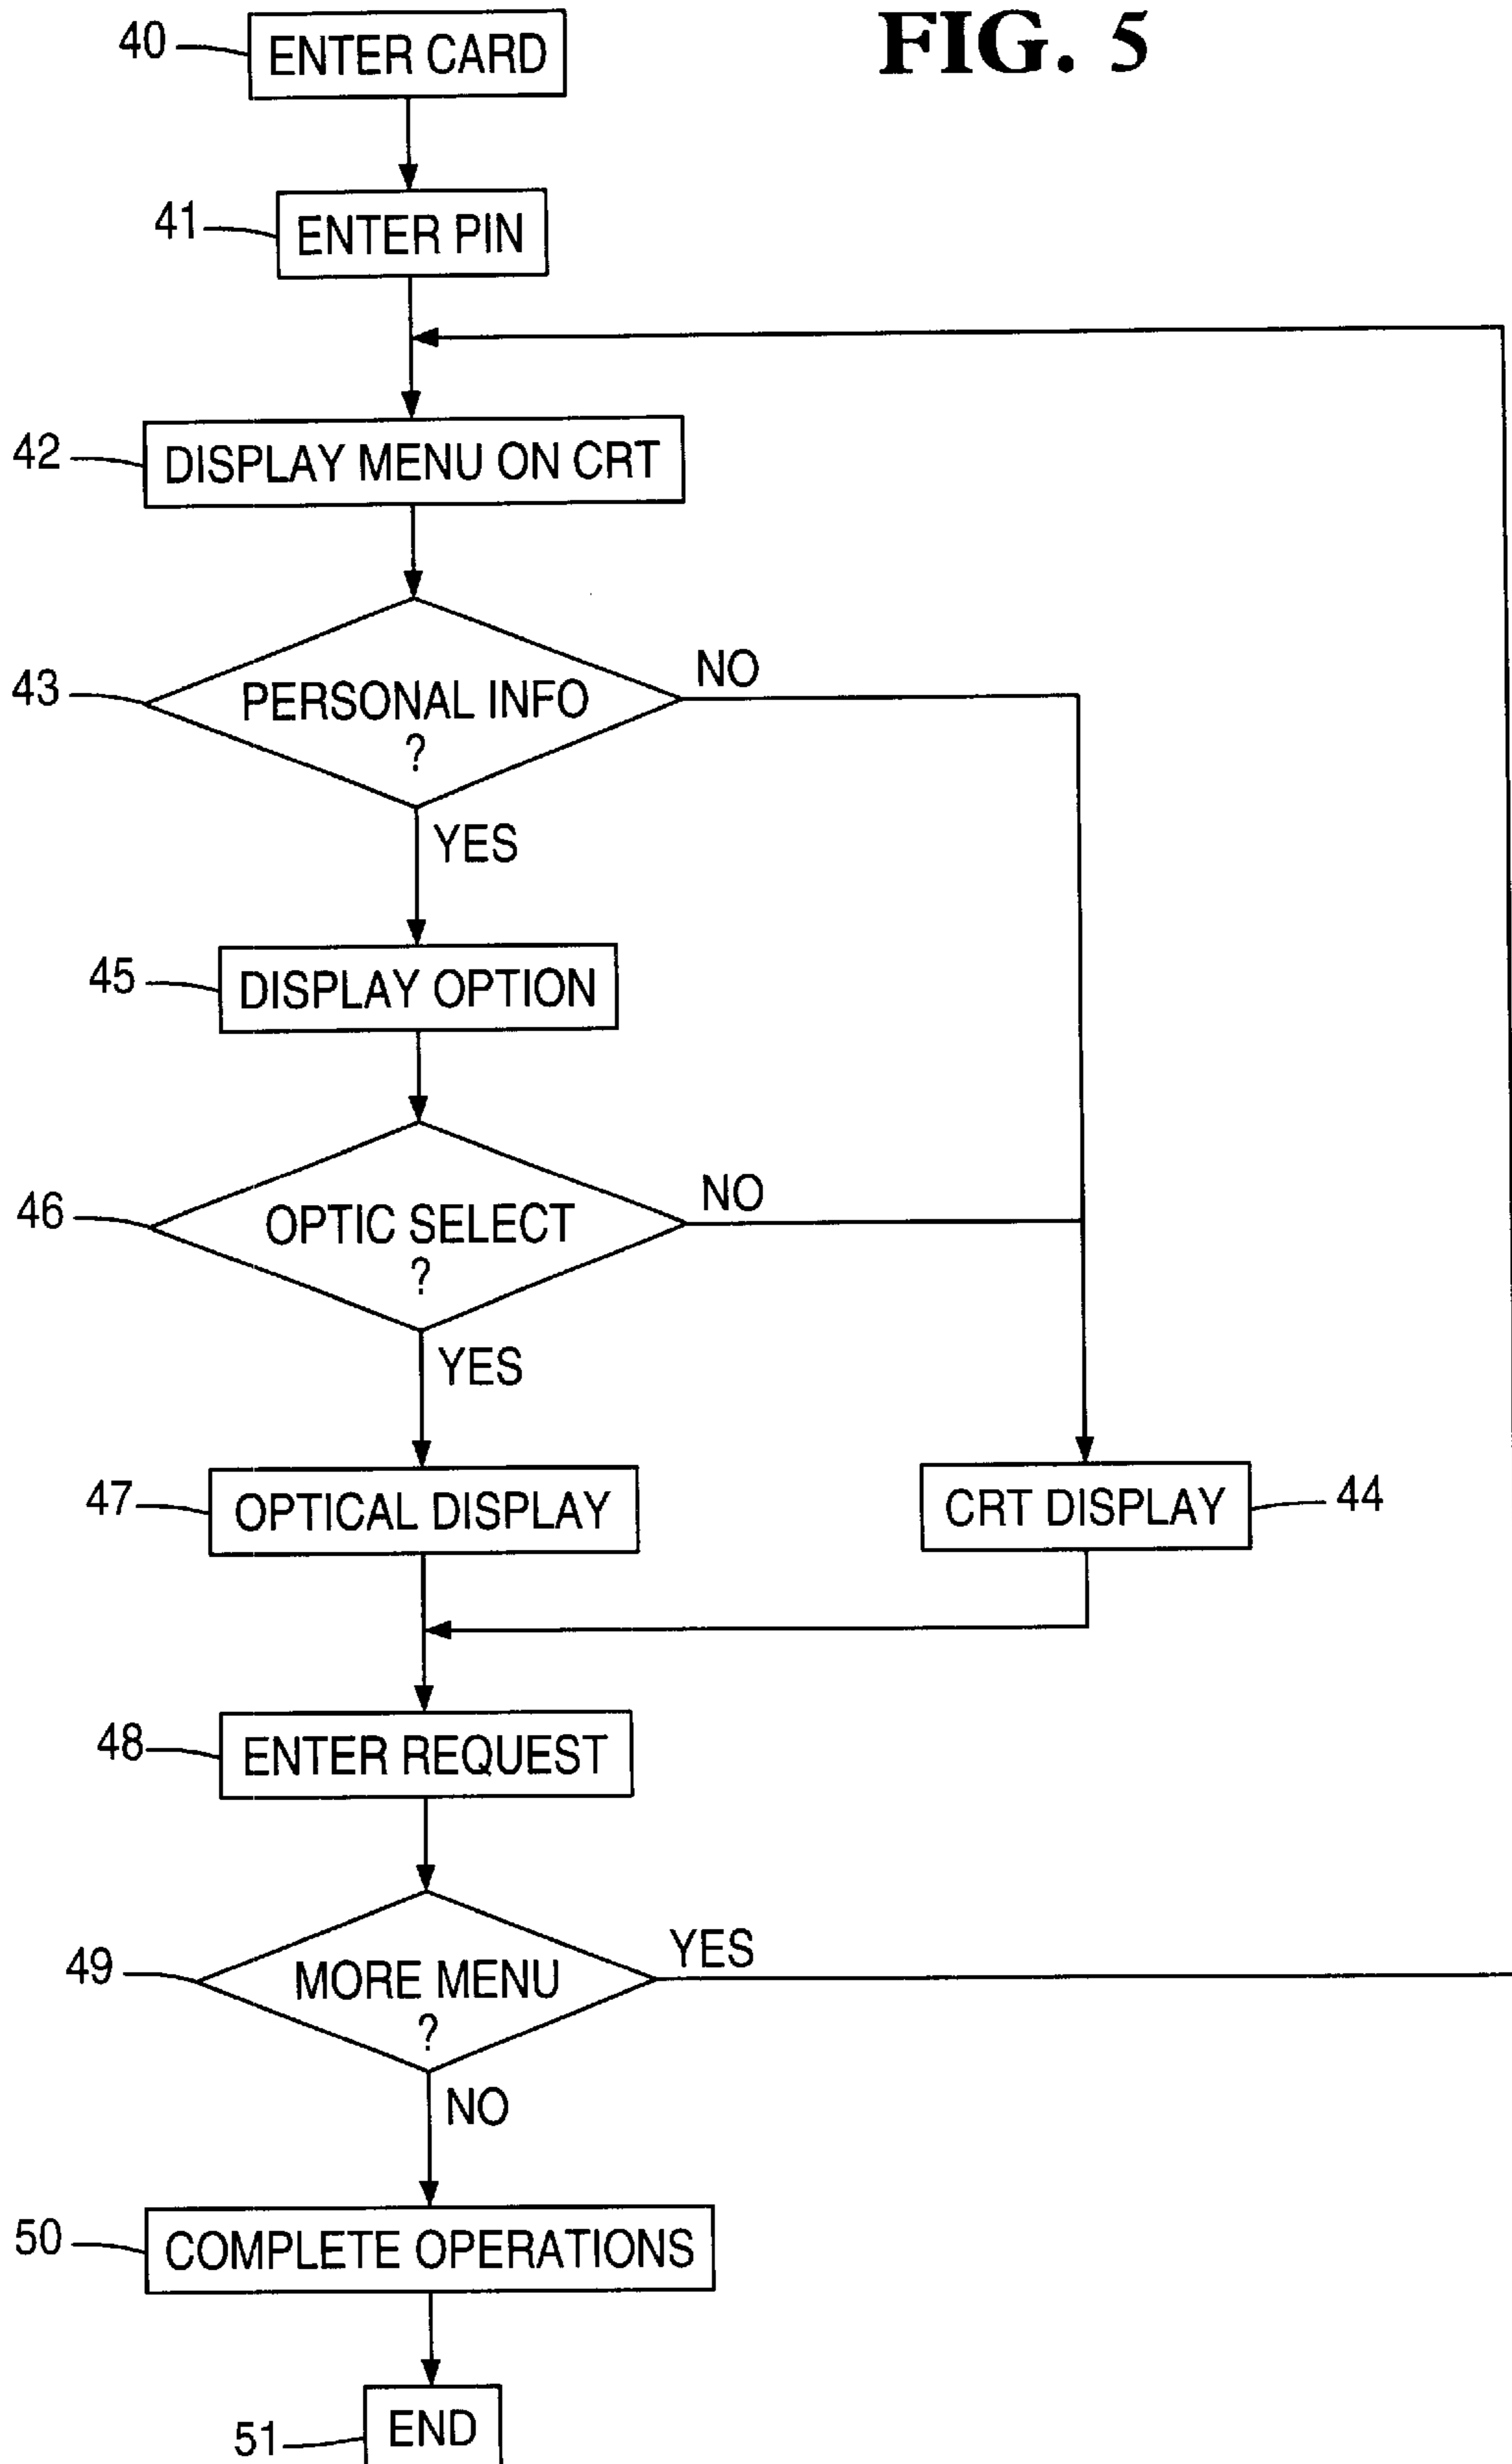 FIG. 5
40 ENTER CARD
41 ENTER PIN
42 DISPLAY MENU ON CRT
43 PERSONAL INFO
?
NO
YES
45 DISPLAY OPTION
46 OPTIC SELECT
?
NO
YES
47 OPTICAL DISPLAY
CRT DISPLAY 44
48 ENTER REQUEST
49 MORE MENU
?
YES
NO
50 COMPLETE OPERATIONS
51 END